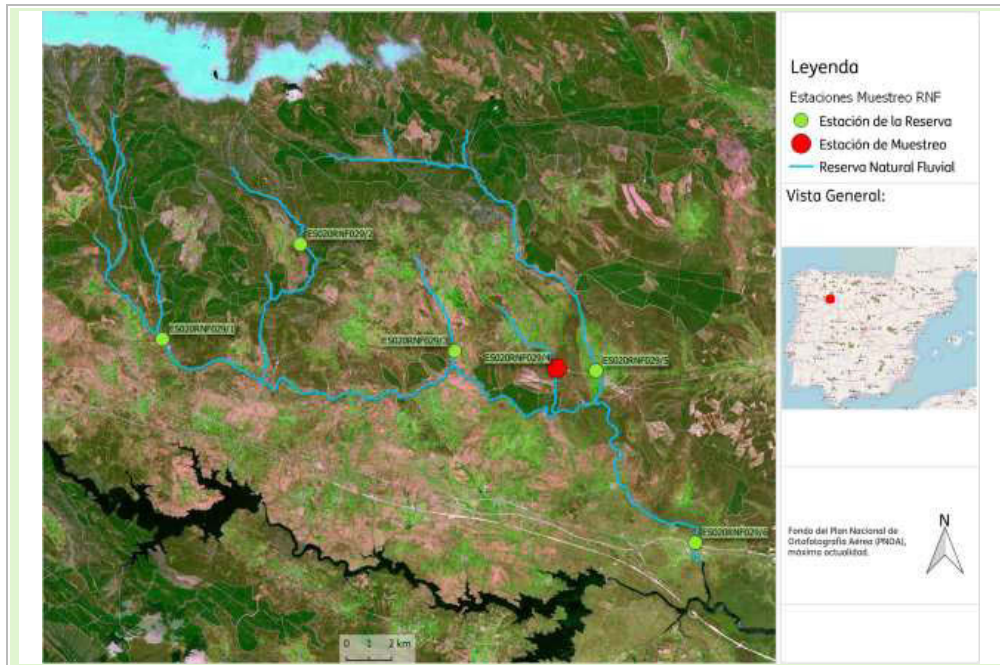 Leyenda
Estaciones Muestreo RNF
Estación de la Reserva
Estación de Muestreo
Reserva Natural Fluvial
Vista General:
ES020RNF029/2
ES020RNF029/1
ES020RNF029/3
ES020RNF029/4
ES020RNF029/5
ES020RNF029/6
Fondo del Plan Nacional de
Ortofotografía Aérea (PNOA),
máxima actualidad.
N
0 1 2 km